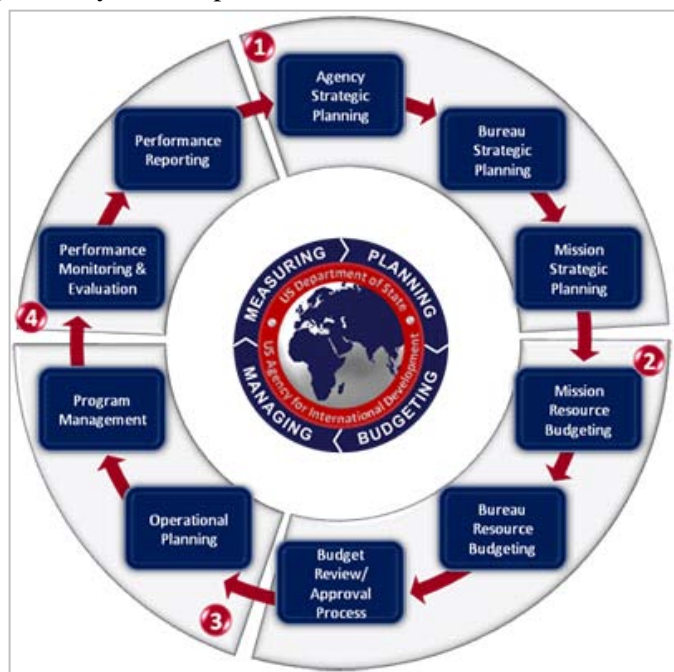 1
Agency
Strategic
Planning
Bureau
Strategic
Planning
Mission
Strategic
Planning
2
Mission
Resource
Budgeting
Bureau
Resource
Budgeting
Budget
Review/
Approval
Process
3
Operational
Planning
Program
Management
4
Performance
Monitoring &
Evaluation
Performance
Reporting
MEASURING
PLANNING
BUDGETING
MANAGING
US Department of State
US Agency for International Development